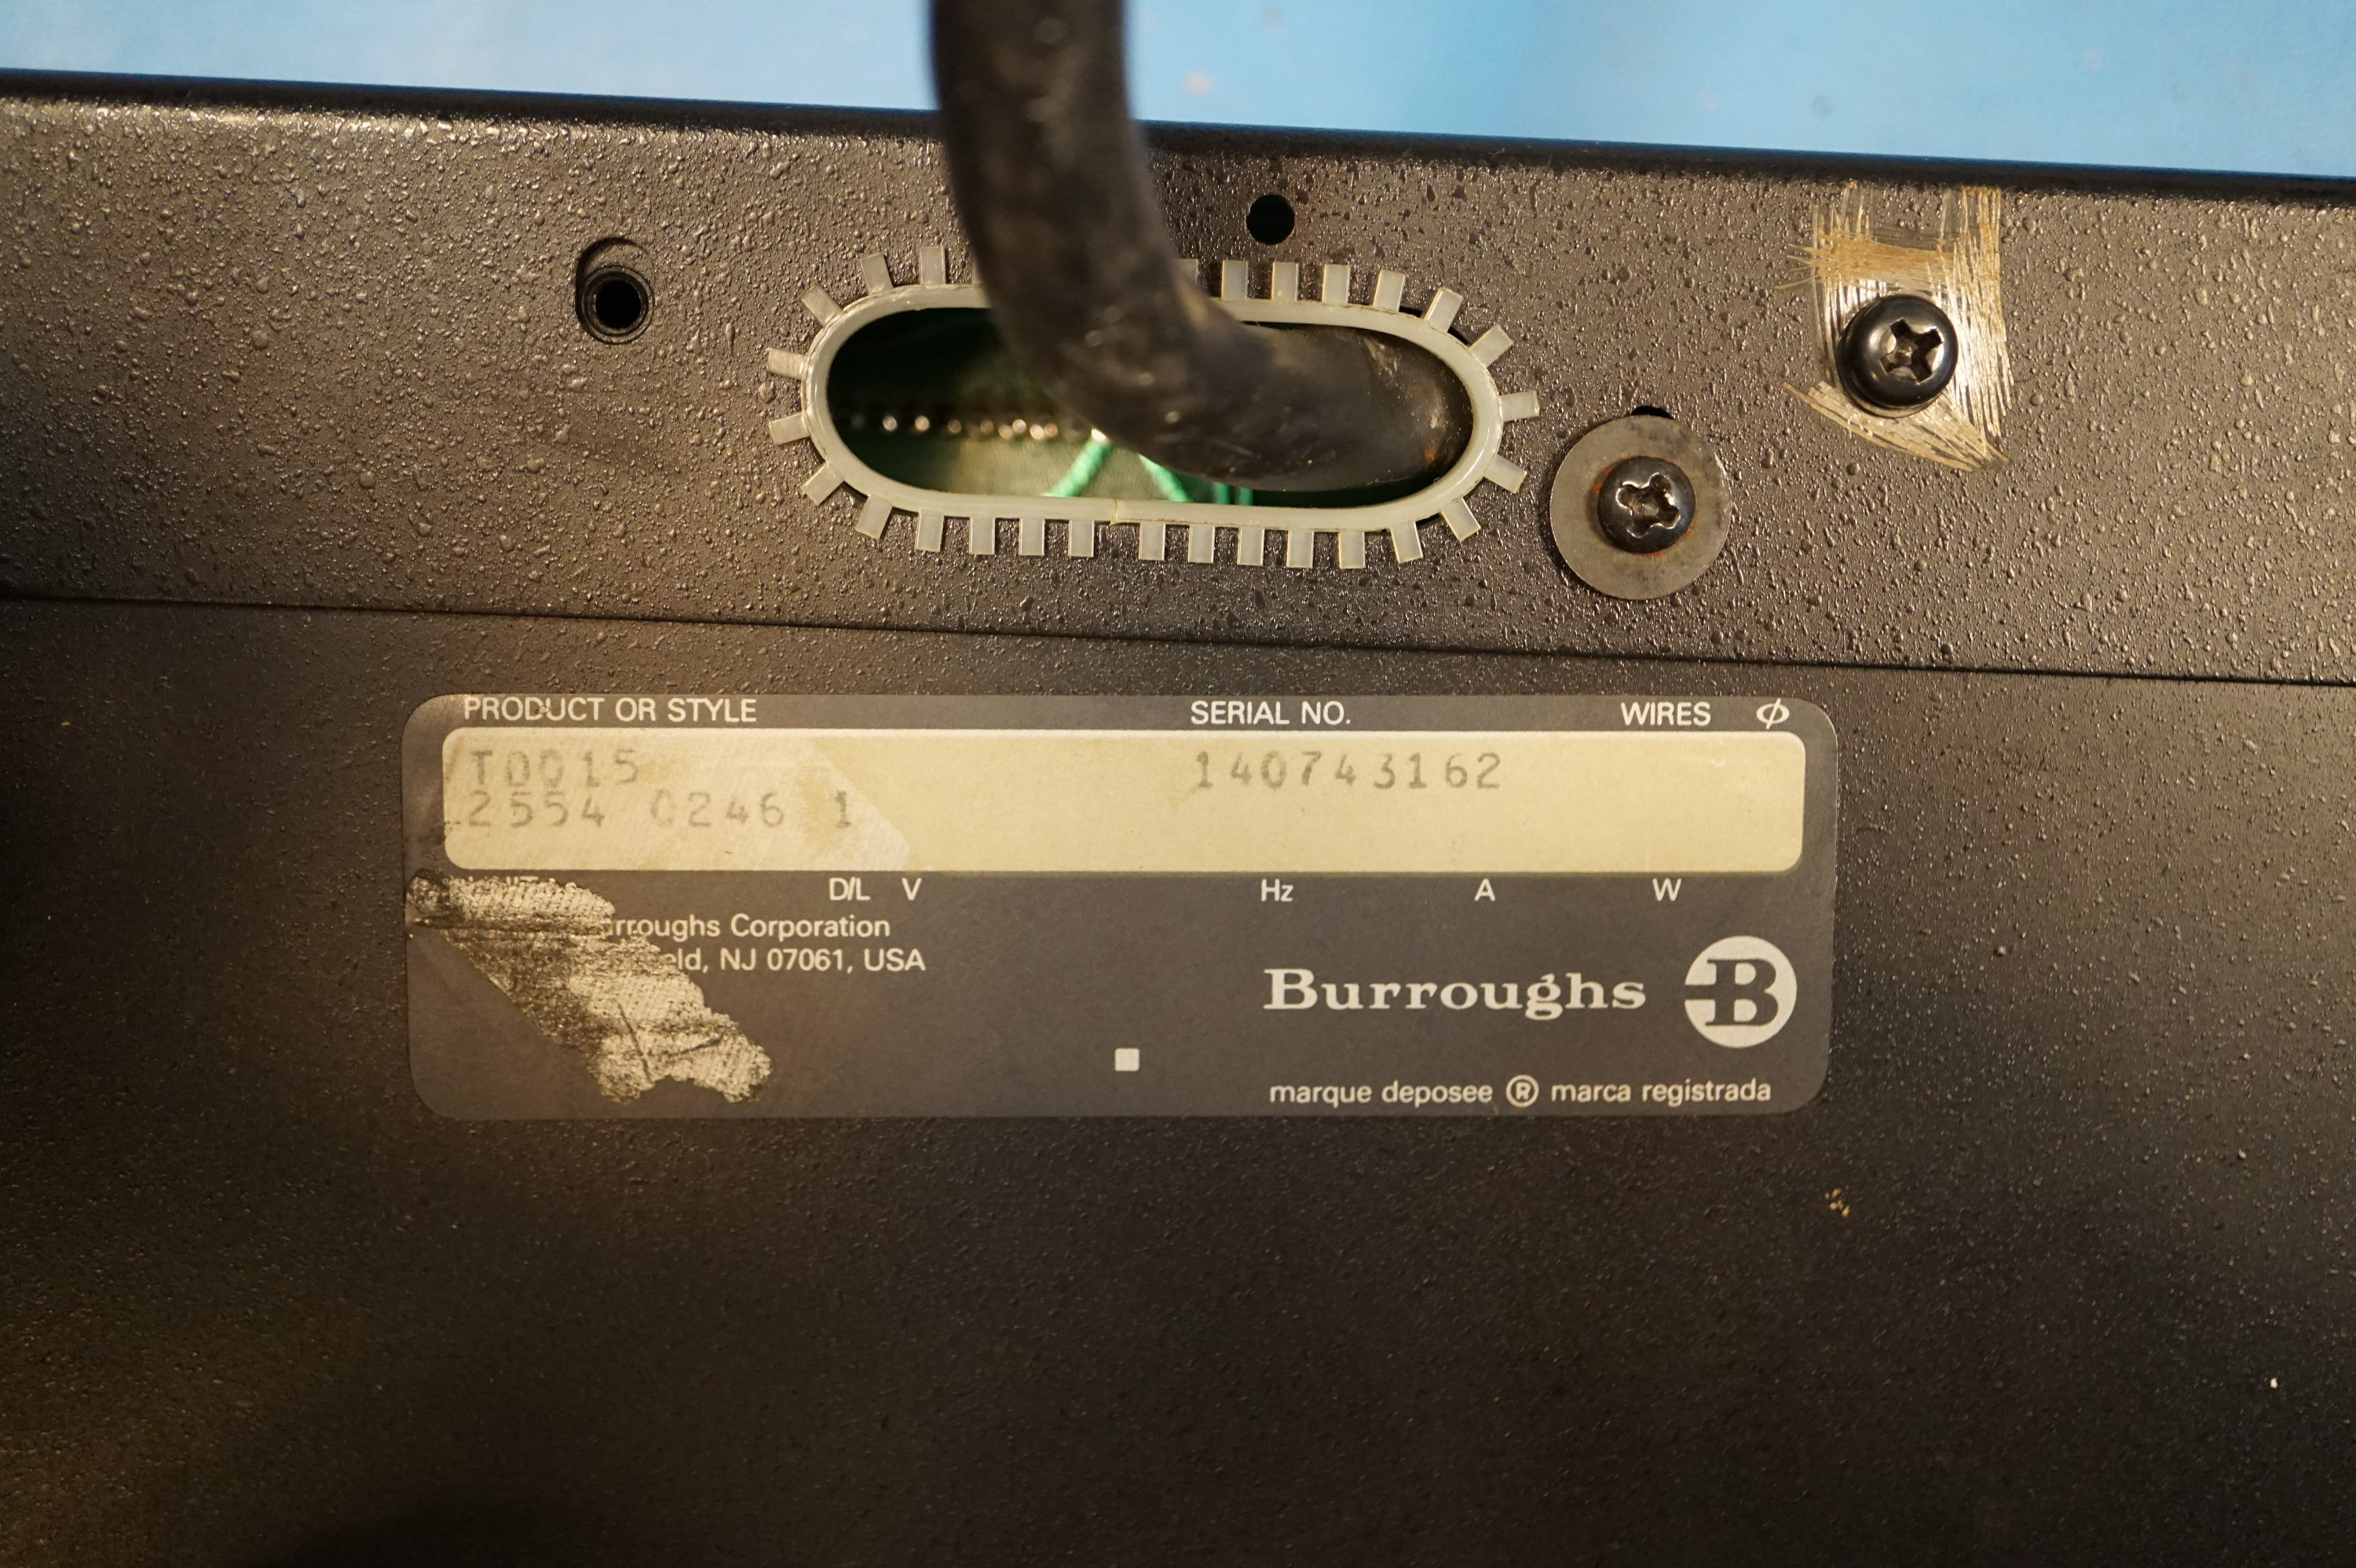 PRODUCT OR STYLE SERIAL NO. WIRES ϕ
T0015 140743162
2554 0246 1
D/L V Hz A W
rroughs Corporation
eld, NJ 07061, USA
Burroughs B
marque deposee ® marca registrada